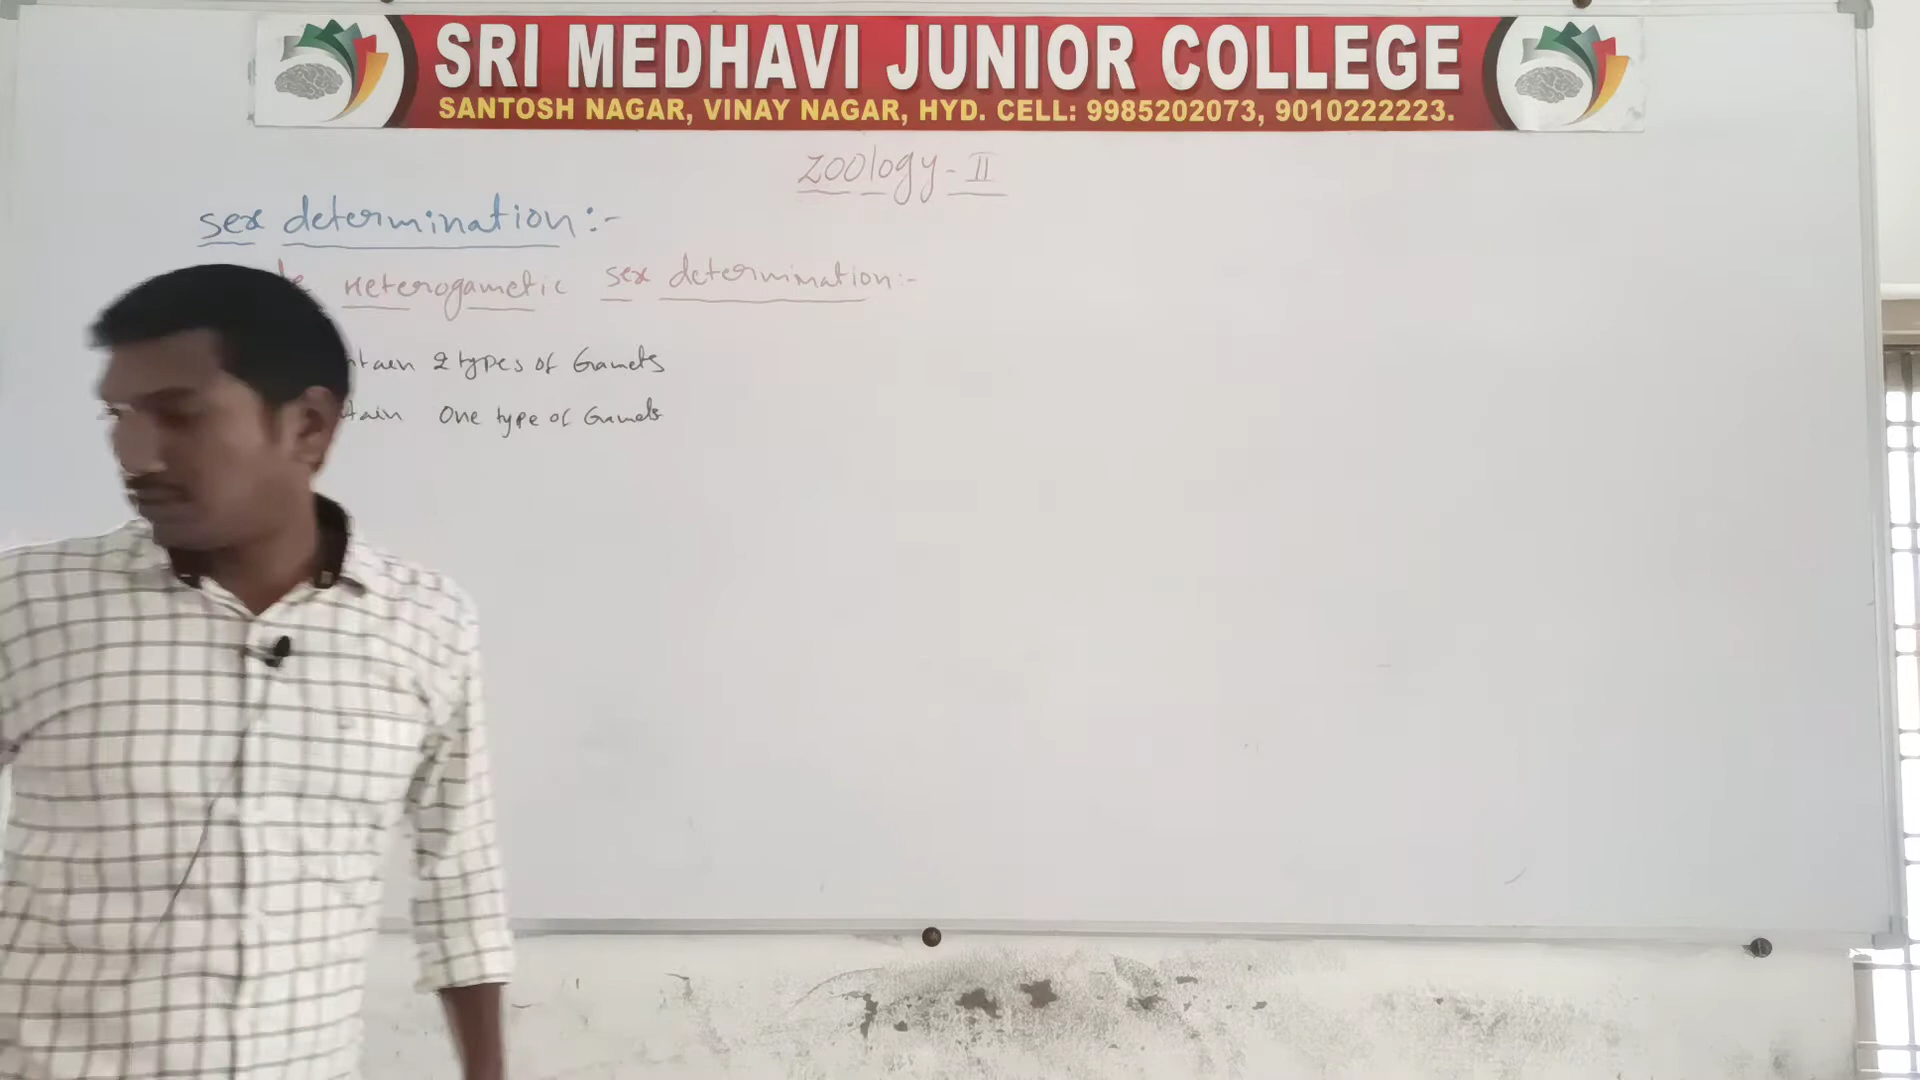 SRI MEDHAVI JUNIOR COLLEGE
SANTOSH NAGAR, VINAY NAGAR, HYD. CELL: 9985202073, 9010222223.
Zoology - II
sex determination:-
Heterogametic sex determination:-
2 types of Gamets
One type of Gamets